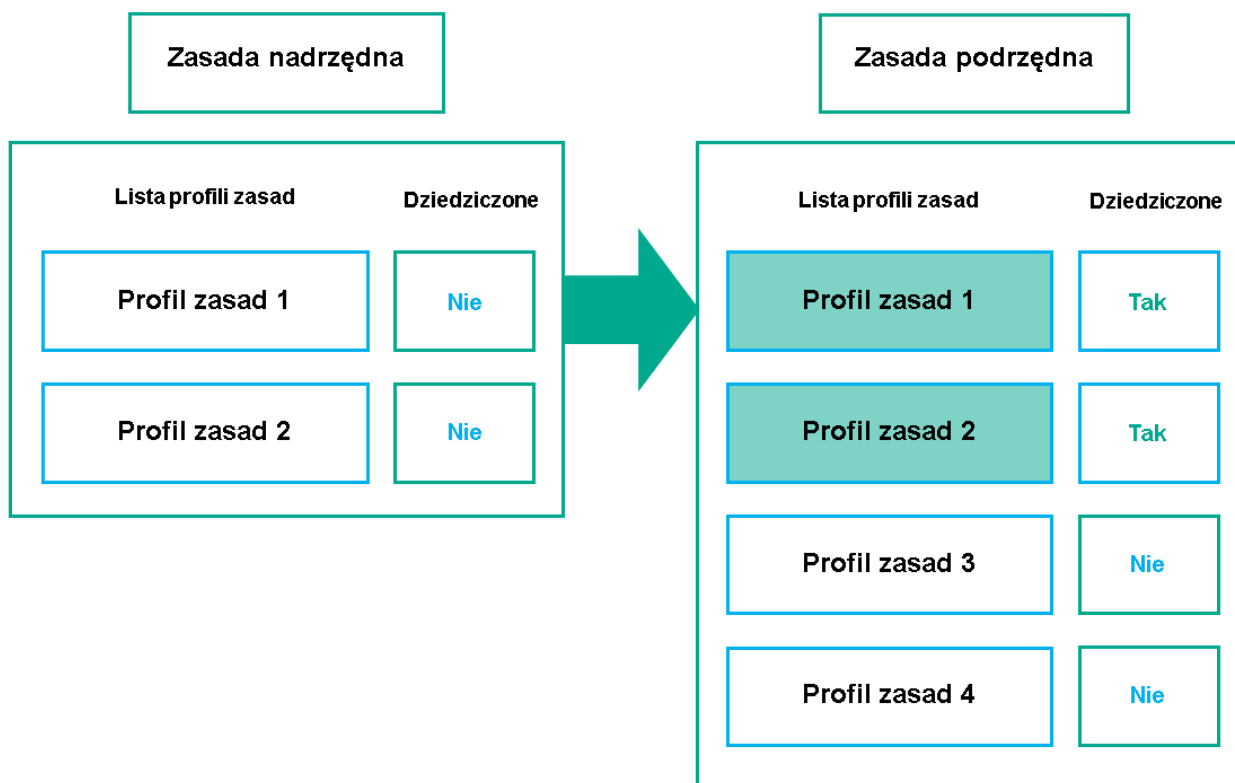 Zasada nadrzędna
Zasada podrzędna
Lista profili zasad
Dziedziczone
Profil zasad 1
Nie
Profil zasad 2
Nie
Lista profili zasad
Dziedziczone
Profil zasad 1
Tak
Profil zasad 2
Tak
Profil zasad 3
Nie
Profil zasad 4
Nie